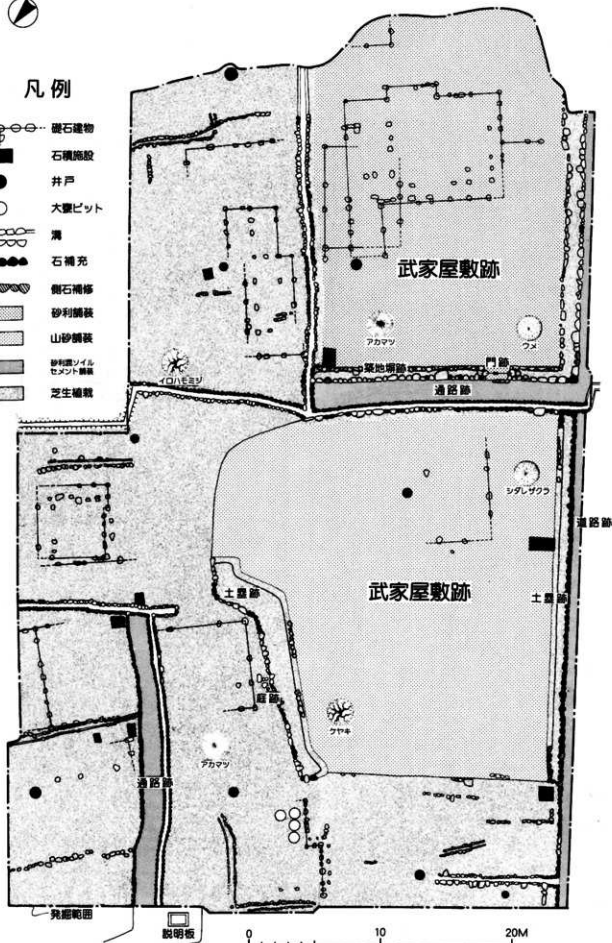 凡例
礎石建物
石積施設
井戸
大甕ピット
溝
石補充
側石補修
砂利舗装
山砂舗装
砂利混ソイル
セメント舗装
芝生植栽
武家屋敷跡
アカマツ
ウメ
築地塀跡
門跡
通路跡
イロハモミジ
シダレザクラ
道路跡
土塁跡
武家屋敷跡
土塁跡
庭跡
ケヤキ
アカマツ
通路跡
発掘範囲
説明板
0 10 20M